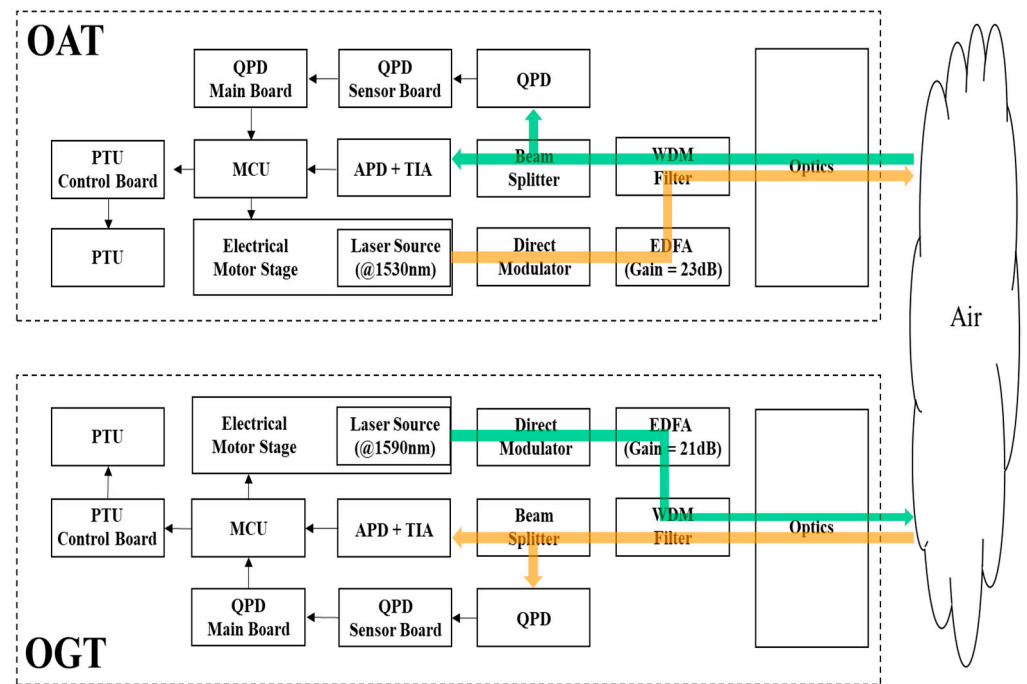 OAT
QPD
Main Board
QPD
Sensor Board
QPD
PTU
Control Board
MCU
APD + TIA
Beam
Splitter
WDM
Filter
Optics
PTU
Electrical
Motor Stage
Laser Source
(@1530nm)
Direct
Modulator
EDFA
(Gain = 23dB)
Air
PTU
Electrical
Motor Stage
Laser Source
(@1590nm)
Direct
Modulator
EDFA
(Gain = 21dB)
PTU
Control Board
MCU
APD + TIA
Beam
Splitter
WDM
Filter
Optics
QPD
Main Board
QPD
Sensor Board
QPD
OGT